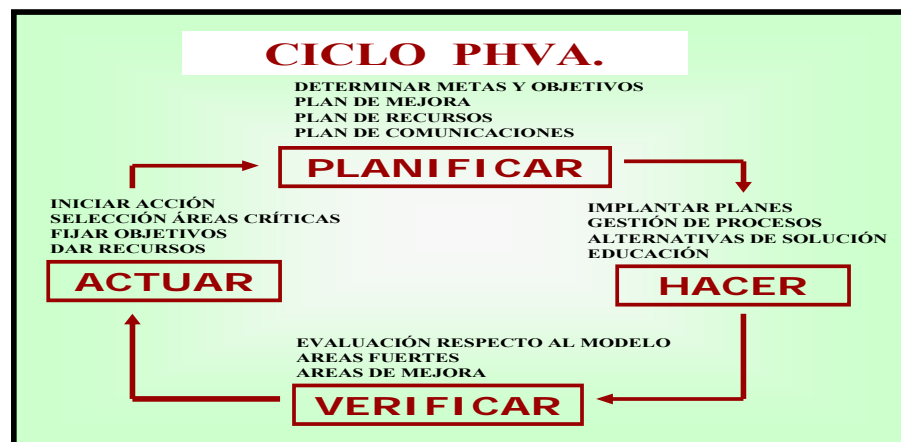 CICLO PHVA.
DETERMINAR METAS Y OBJETIVOS
PLAN DE MEJORA
PLAN DE RECURSOS
PLAN DE COMUNICACIONES
PLANIFICAR
INICIAR ACCIÓN
SELECCIÓN ÁREAS CRÍTICAS
FIJAR OBJETIVOS
DAR RECURSOS
ACTUAR
IMPLANTAR PLANES
GESTIÓN DE PROCESOS
ALTERNATIVAS DE SOLUCIÓN
EDUCACIÓN
HACER
EVALUACIÓN RESPECTO AL MODELO
AREAS FUERTES
AREAS DE MEJORA
VERIFICAR